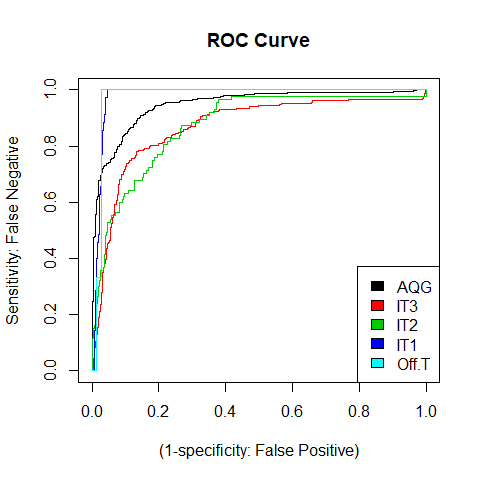 ROC Curve
Sensitivity: False Negative
1.0
0.8
0.6
0.4
0.2
0.0
AQG
IT3
IT2
IT1
Off.T
0.0 0.2 0.4 0.6 0.8 1.0
(1-specificity: False Positive)